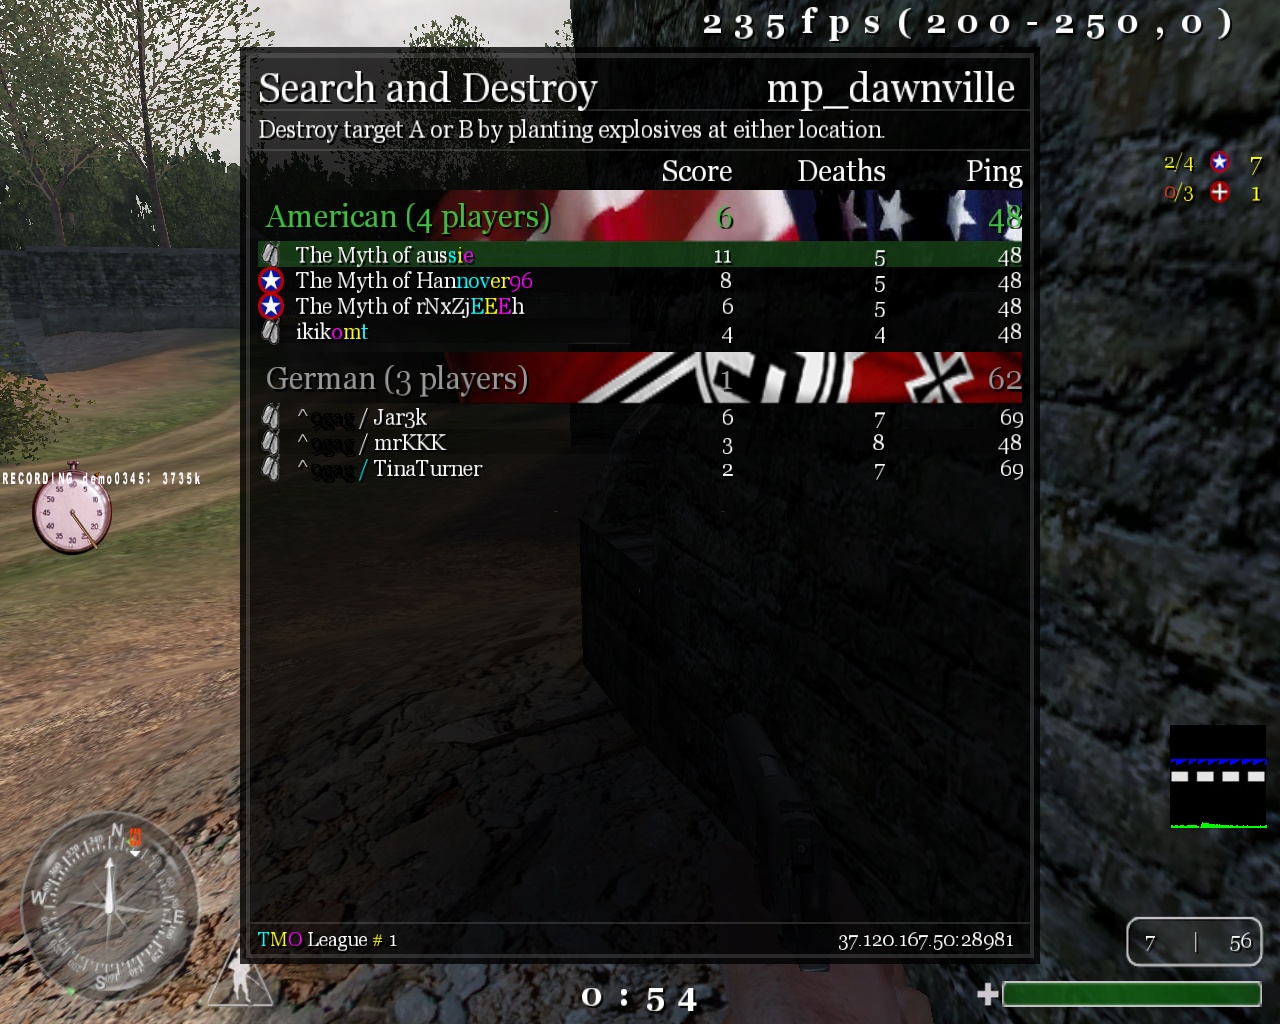 235fps(200-250,0)
Search and Destroy mp_dawnville
Destroy target A or B by planting explosives at either location.
Score Deaths Ping
2/4 7
0/3 1
American (4 players) 6 48
The Myth of aussie 11 5 48
The Myth of Hannover96 8 5 48
The Myth of rNxZjEEEh 6 5 48
ikikomt 4 4 48
German (3 players) 1 62
^ gag / Jar3k 6 7 69
^ gag / mrKKK 3 8 48
^ gag / TinaTurner 2 7 69
RECORDING demo0345: 3735k
N
W
E
S
TMO League # 1 37.120.167.50:28981
7 | 56
0:54